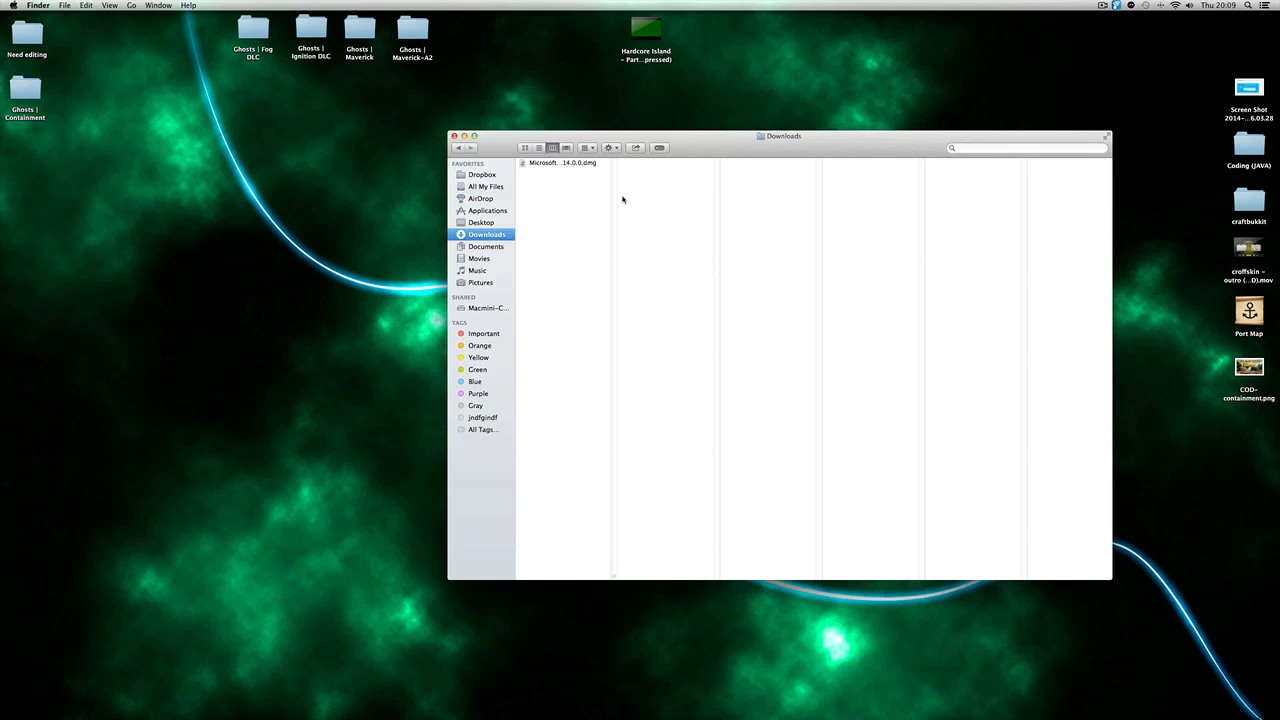 Finder File Edit View Go Window Help
Thu 20:09
Need editing
Ghosts | Fog
DLC
Ghosts |
Ignition DLC
Ghosts |
Maverick
Ghosts |
Maverick-A2
Hardcore Island
- Part...pressed)
Ghosts |
Containment
Screen Shot
2014-...6.03.28
Coding (JAVA)
craftbukkit
croffskin -
outro (...D).mov
Port Map
COD-
containment.png
Downloads
FAVORITES
Dropbox
All My Files
AirDrop
Applications
Desktop
Downloads
Documents
Movies
Music
Pictures
SHARED
Macmini-C...
TAGS
Important
Orange
Yellow
Green
Blue
Purple
Gray
jndfgindf
All Tags...
Microsoft...14.0.0.dmg